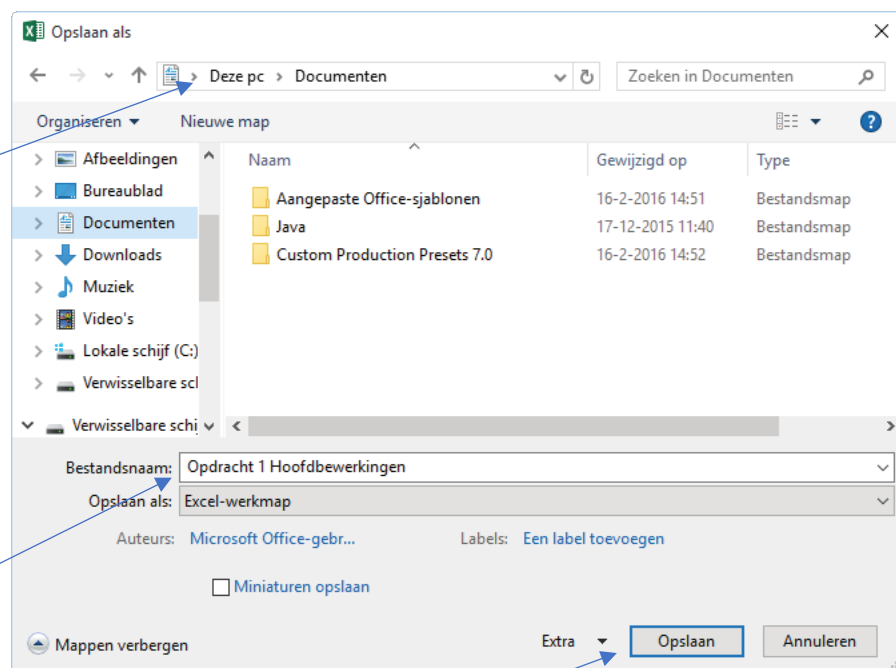 Opslaan als
Deze pc > Documenten
Zoeken in Documenten
Organiseren
Nieuwe map
?
Naam
Gewijzigd op
Type
Afbeeldingen
Bureaublad
Documenten
Downloads
Muziek
Video's
Lokale schijf (C:)
Verwisselbare scl
Verwisselbare schij
Aangepaste Office-sjablonen 16-2-2016 14:51 Bestandsmap
Java 17-12-2015 11:40 Bestandsmap
Custom Production Presets 7.0 16-2-2016 14:52 Bestandsmap
Bestandsnaam: Opdracht 1 Hoofdbewerkingen
Opslaan als: Excel-werkmap
Auteurs: Microsoft Office-gebr... Labels: Een label toevoegen
Miniaturen opslaan
Mappen verbergen
Extra
Opslaan
Annuleren